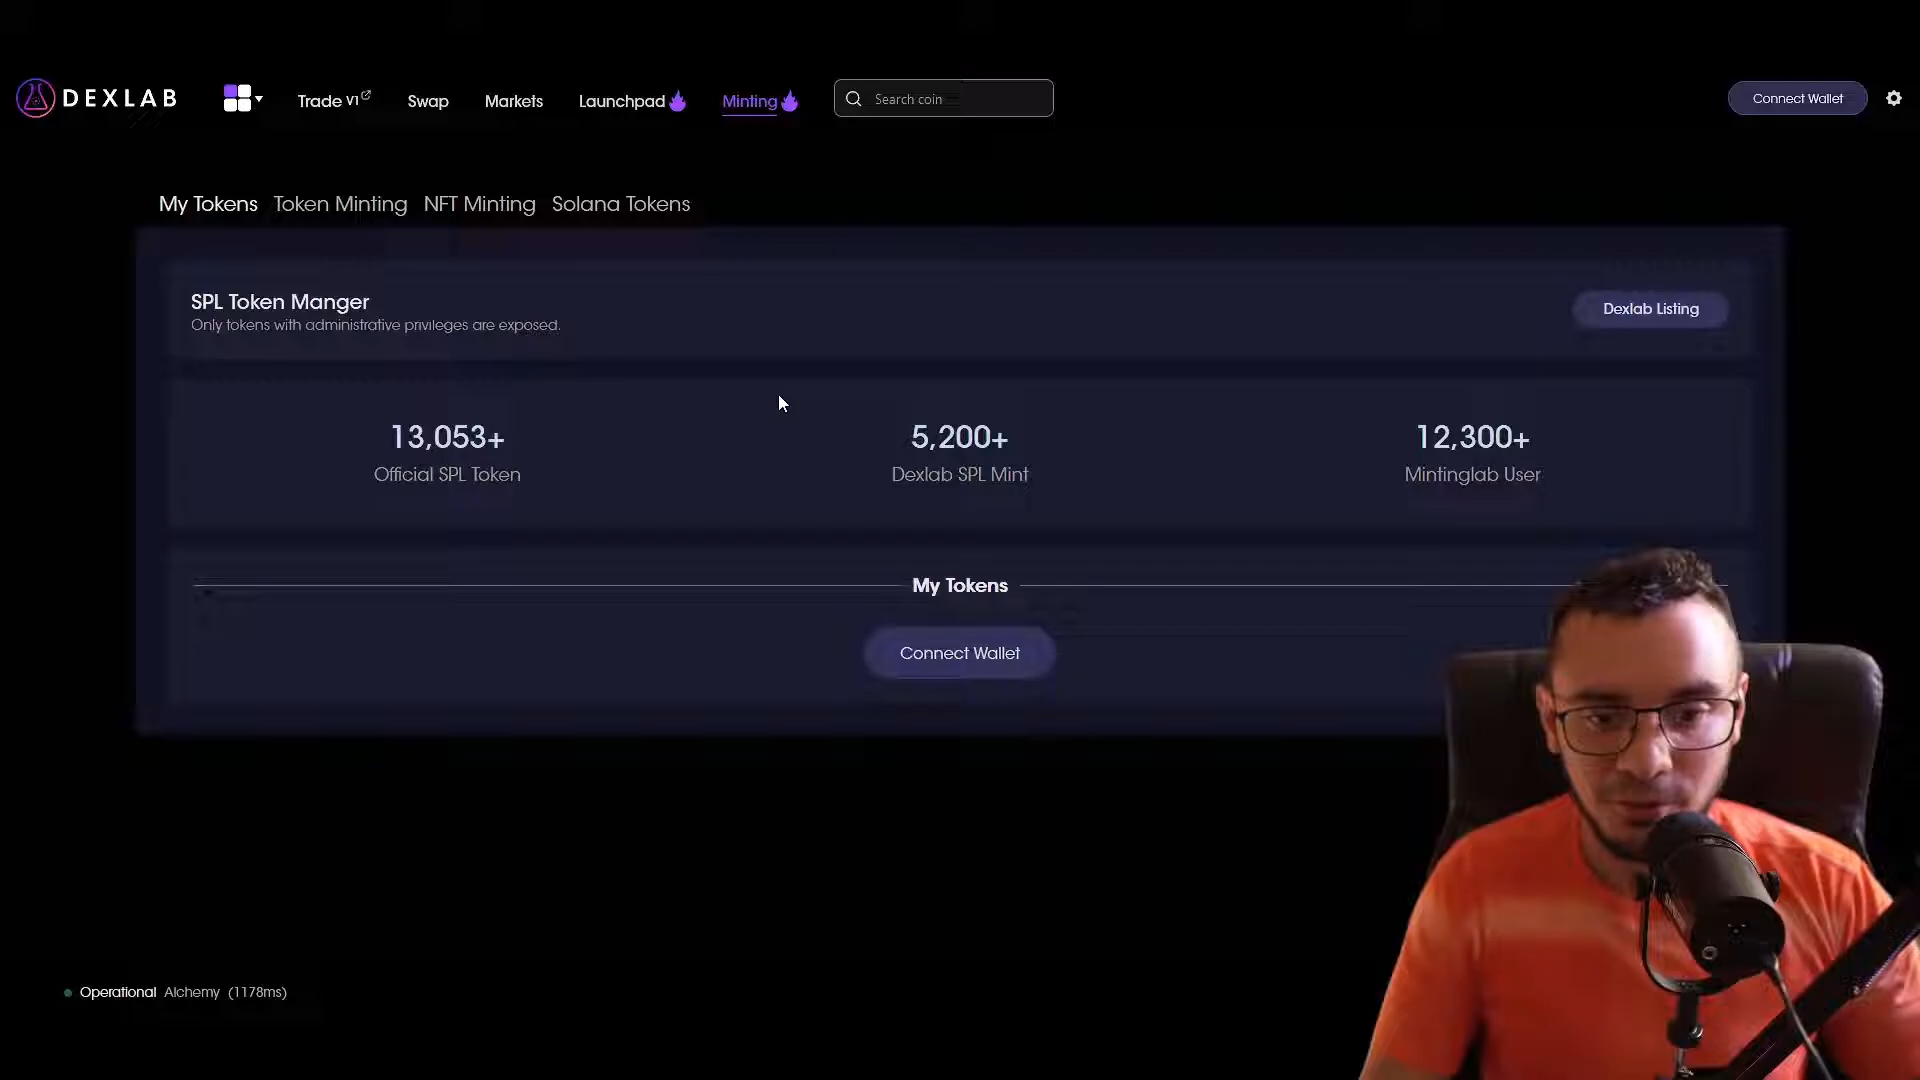 DEXLAB
Trade V1
Swap
Markets
Launchpad
Minting
Search coin
Connect Wallet
My Tokens
Token Minting
NFT Minting
Solana Tokens
SPL Token Manger
Only tokens with administrative privileges are exposed.
Dexlab Listing
13,053+
Official SPL Token
5,200+
Dexlab SPL Mint
12,300+
Mintinglab User
My Tokens
Connect Wallet
Operational Alchemy (1178ms)